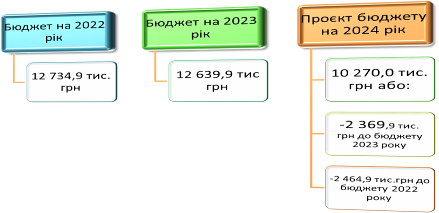 Бюджет на 2022
рік
12 734,9 тис.
грн
Бюджет на 2023
рік
12 639,9 тис
грн
Проєкт бюджету
на 2024 рік
10 270,0 тис.
грн або:
-2 369,9 тис.
грн до бюджету
2023 року
-2 464,9 тис.грн до
бюджету 2022
року